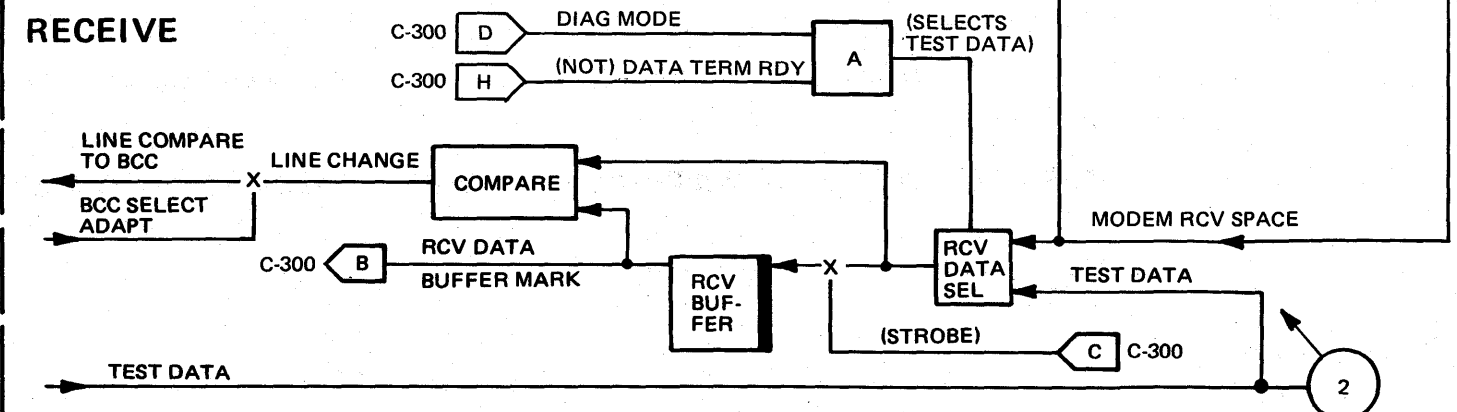 RECEIVE
C-300
D
DIAG MODE
C-300
H
(NOT) DATA TERM RDY
A
(SELECTS
TEST DATA)
LINE COMPARE
TO BCC
X
LINE CHANGE
COMPARE
BCC SELECT
ADAPT
C-300
B
RCV DATA
BUFFER MARK
RCV
BUF-
FER
X
RCV
DATA
SEL
MODEM RCV SPACE
TEST DATA
(STROBE)
C
C-300
TEST DATA
2